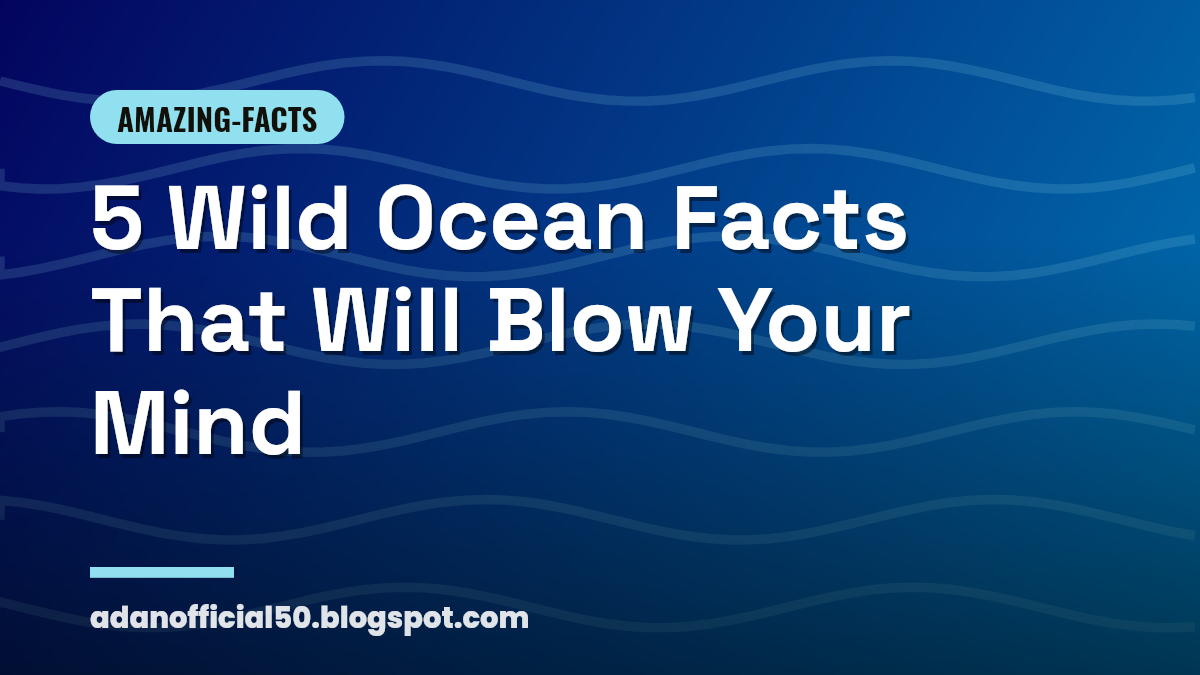 AMAZING-FACTS
5 Wild Ocean Facts
That Will Blow Your
Mind
adanofficial50.blogspot.com